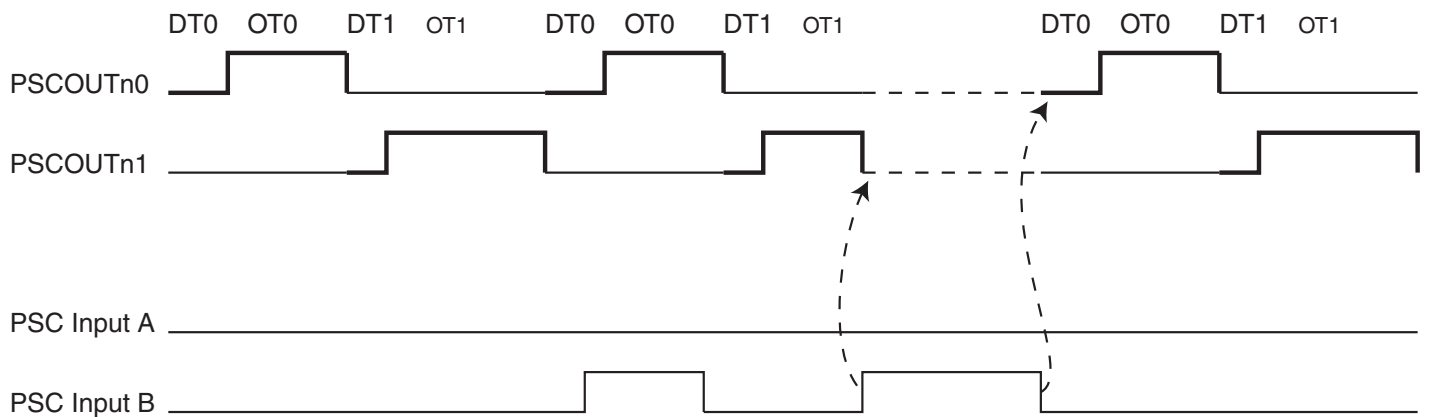 DT0 OT0 DT1 OT1 DT0 OT0 DT1 OT1 DT0 OT0 DT1 OT1
PSCOUTn0
PSCOUTn1
PSC Input A
PSC Input B